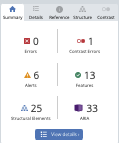 Summary Details Reference Structure Contrast
0 1
Errors Contrast Errors
6 13
Alerts Features
25 33
Structural Elements ARIA
View details ›